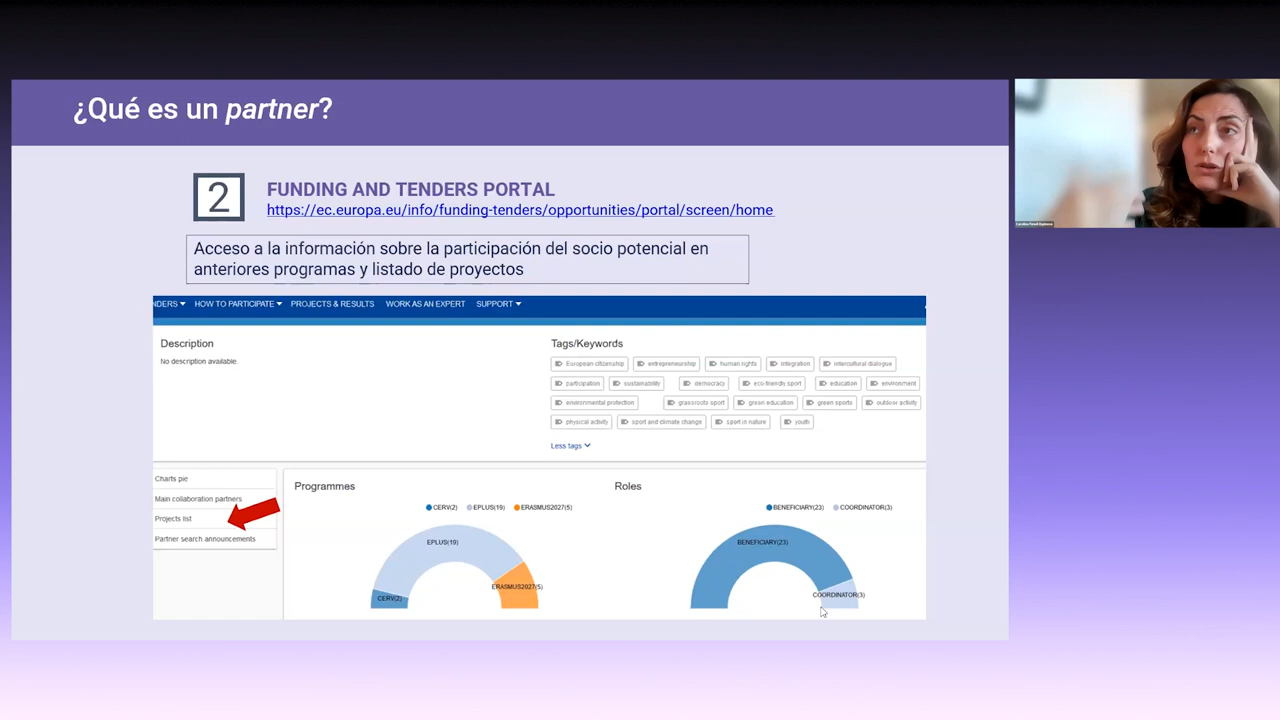 ¿Qué es un partner?
2
FUNDING AND TENDERS PORTAL
https://ec.europa.eu/info/funding-tenders/opportunities/portal/screen/home
Acceso a la información sobre la participación del socio potencial en
anteriores programas y listado de proyectos
NDERS HOW TO PARTICIPATE PROJECTS & RESULTS WORK AS AN EXPERT SUPPORT
Description
No description available.
Tags/Keywords
European citizenship entrepreneurship human rights integration intercultural dialogue
participation sustainability democracy eco-friendly sport education environment
environmental protection grassroots sport green education green sports outdoor activity
physical activity sport and climate change sport in nature youth
Less tags
Charts pie
Main collaboration partners
Projects list
Partner search announcements
Programmes
CERV(2) EPLUS(19) ERASMUS2027(5)
EPLUS(19)
ERASMUS2027(5)
CERV(2)
Roles
BENEFICIARY(23) COORDINATOR(3)
BENEFICIARY(23)
COORDINATOR(3)